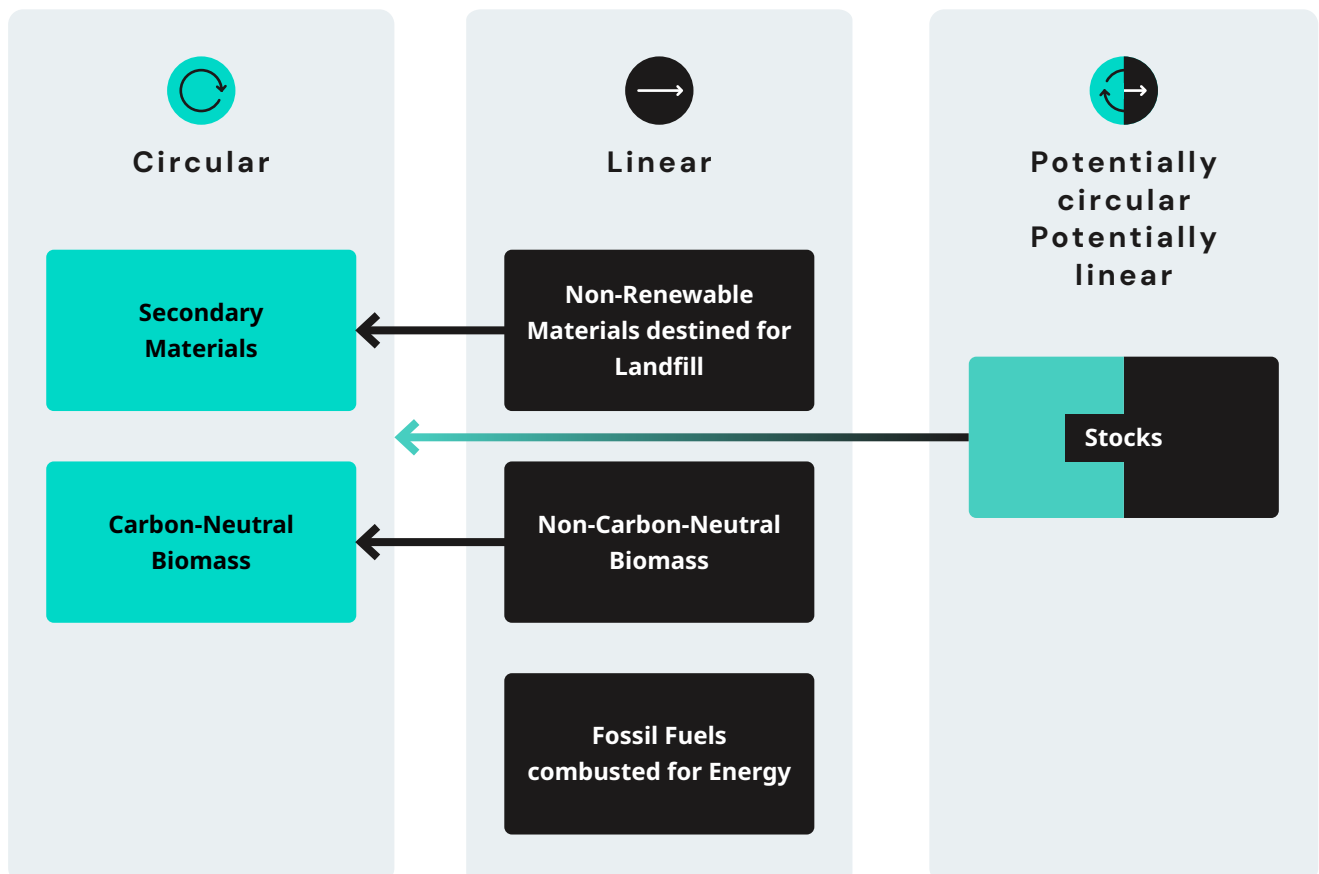 Circular
Secondary
Materials
Carbon-Neutral
Biomass
Linear
Non-Renewable
Materials destined for
Landfill
Non-Carbon-Neutral
Biomass
Fossil Fuels
combusted for Energy
Potentially
circular
Potentially
linear
Stocks